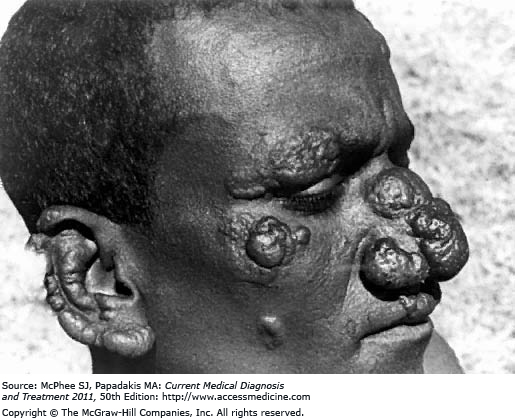 Source: McPhee SJ, Papadakis MA: Current Medical Diagnosis
and Treatment 2011, 50th Edition: http://www.accessmedicine.com
Copyright © The McGraw-Hill Companies, Inc. All rights reserved.